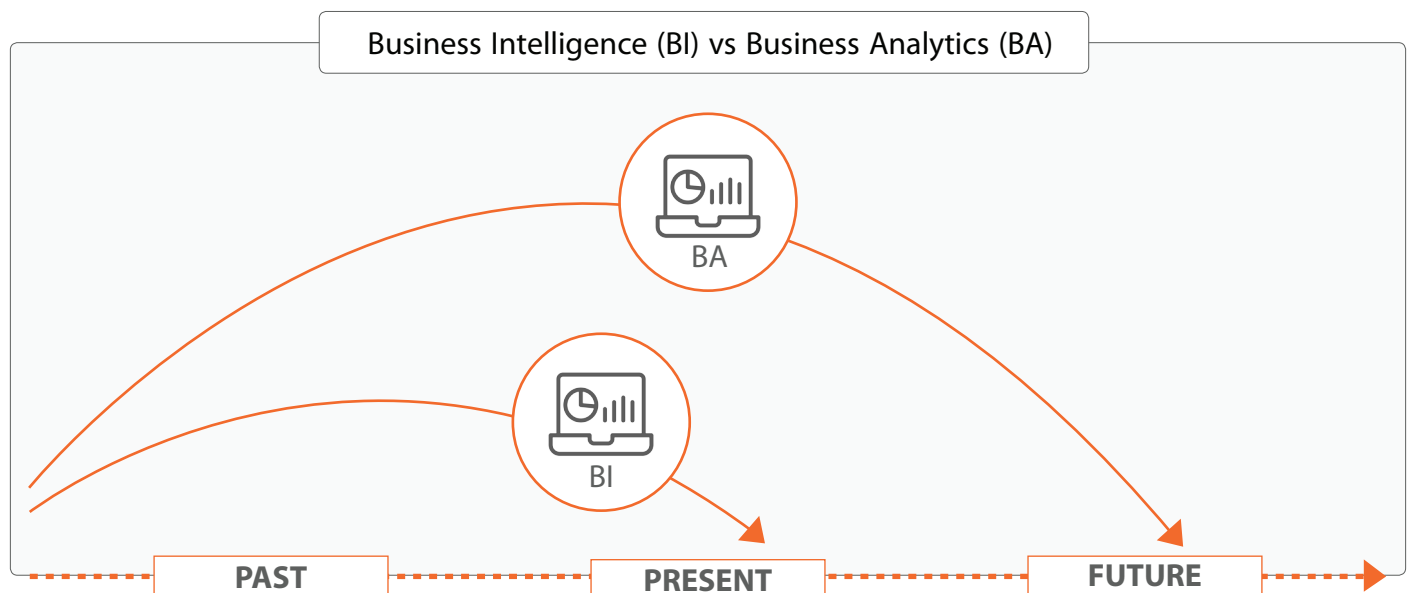 Business Intelligence (BI) vs Business Analytics (BA)
BA
BI
PAST
PRESENT
FUTURE